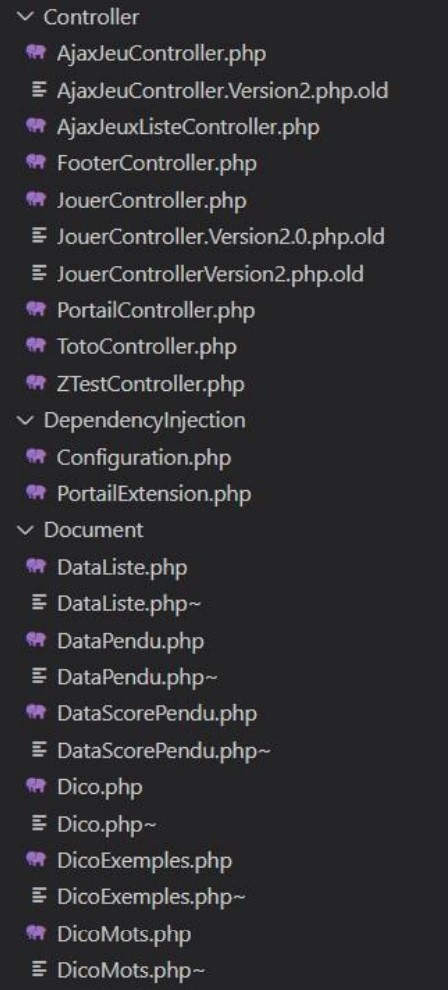 Controller
AjaxJeuController.php
AjaxJeuController.Version2.php.old
AjaxJeuxListeController.php
FooterController.php
JouerController.php
JouerController.Version2.0.php.old
JouerControllerVersion2.php.old
PortailController.php
TotoController.php
ZTestController.php
DependencyInjection
Configuration.php
PortailExtension.php
Document
DataListe.php
DataListe.php~
DataPendu.php
DataPendu.php~
DataScorePendu.php
DataScorePendu.php~
Dico.php
Dico.php~
DicoExemples.php
DicoExemples.php~
DicoMots.php
DicoMots.php~